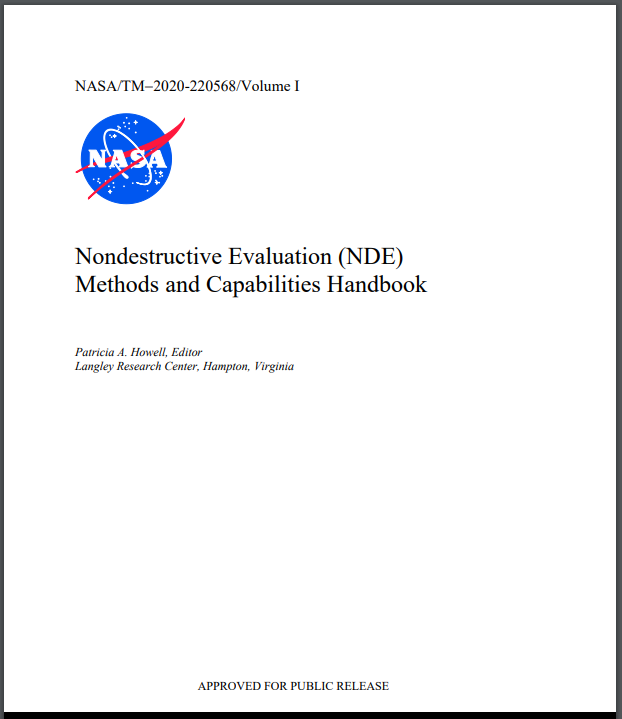 NASA/TM−2020-220568/Volume I
NASA
Nondestructive Evaluation (NDE)
Methods and Capabilities Handbook
Patricia A. Howell, Editor
Langley Research Center, Hampton, Virginia
APPROVED FOR PUBLIC RELEASE